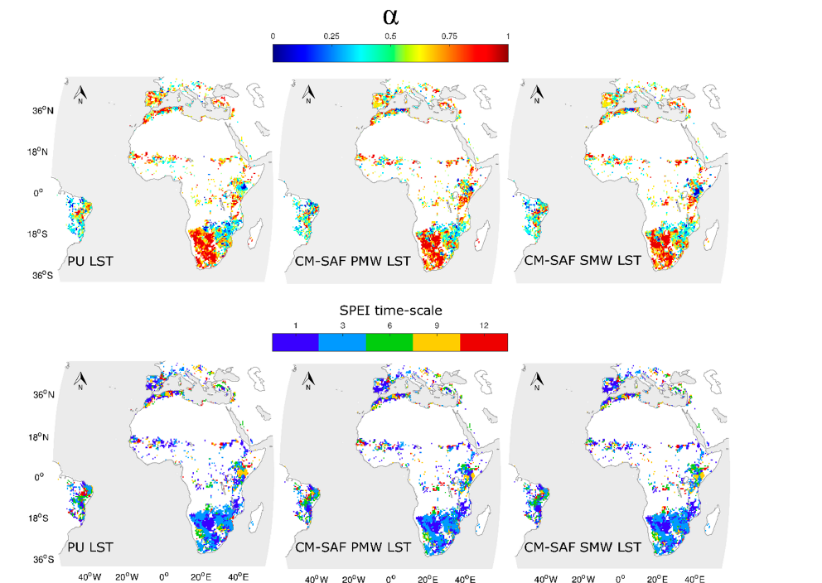 α
0 0.25 0.5 0.75 1
N N N
36°N
18°N
0°
18°S
36°S
PU LST CM-SAF PMW LST CM-SAF SMW LST
SPEI time-scale
1 3 6 9 12
N N N
36°N
18°N
0°
18°S
36°S
PU LST CM-SAF PMW LST CM-SAF SMW LST
40°W 20°W 0° 20°E 40°E 40°W 20°W 0° 20°E 40°E 40°W 20°W 0° 20°E 40°E